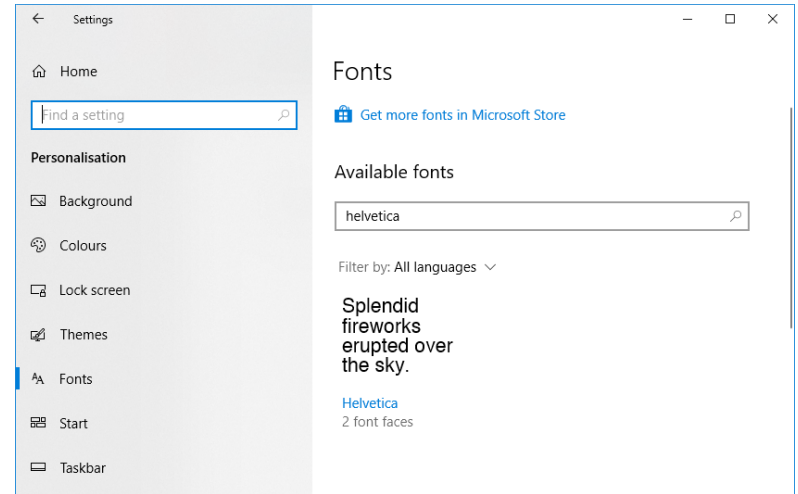 Settings
Home
Find a setting
Personalisation
Background
Colours
Lock screen
Themes
Fonts
Start
Taskbar
Fonts
Get more fonts in Microsoft Store
Available fonts
helvetica
Filter by: All languages
Splendid
fireworks
erupted over
the sky.
Helvetica
2 font faces